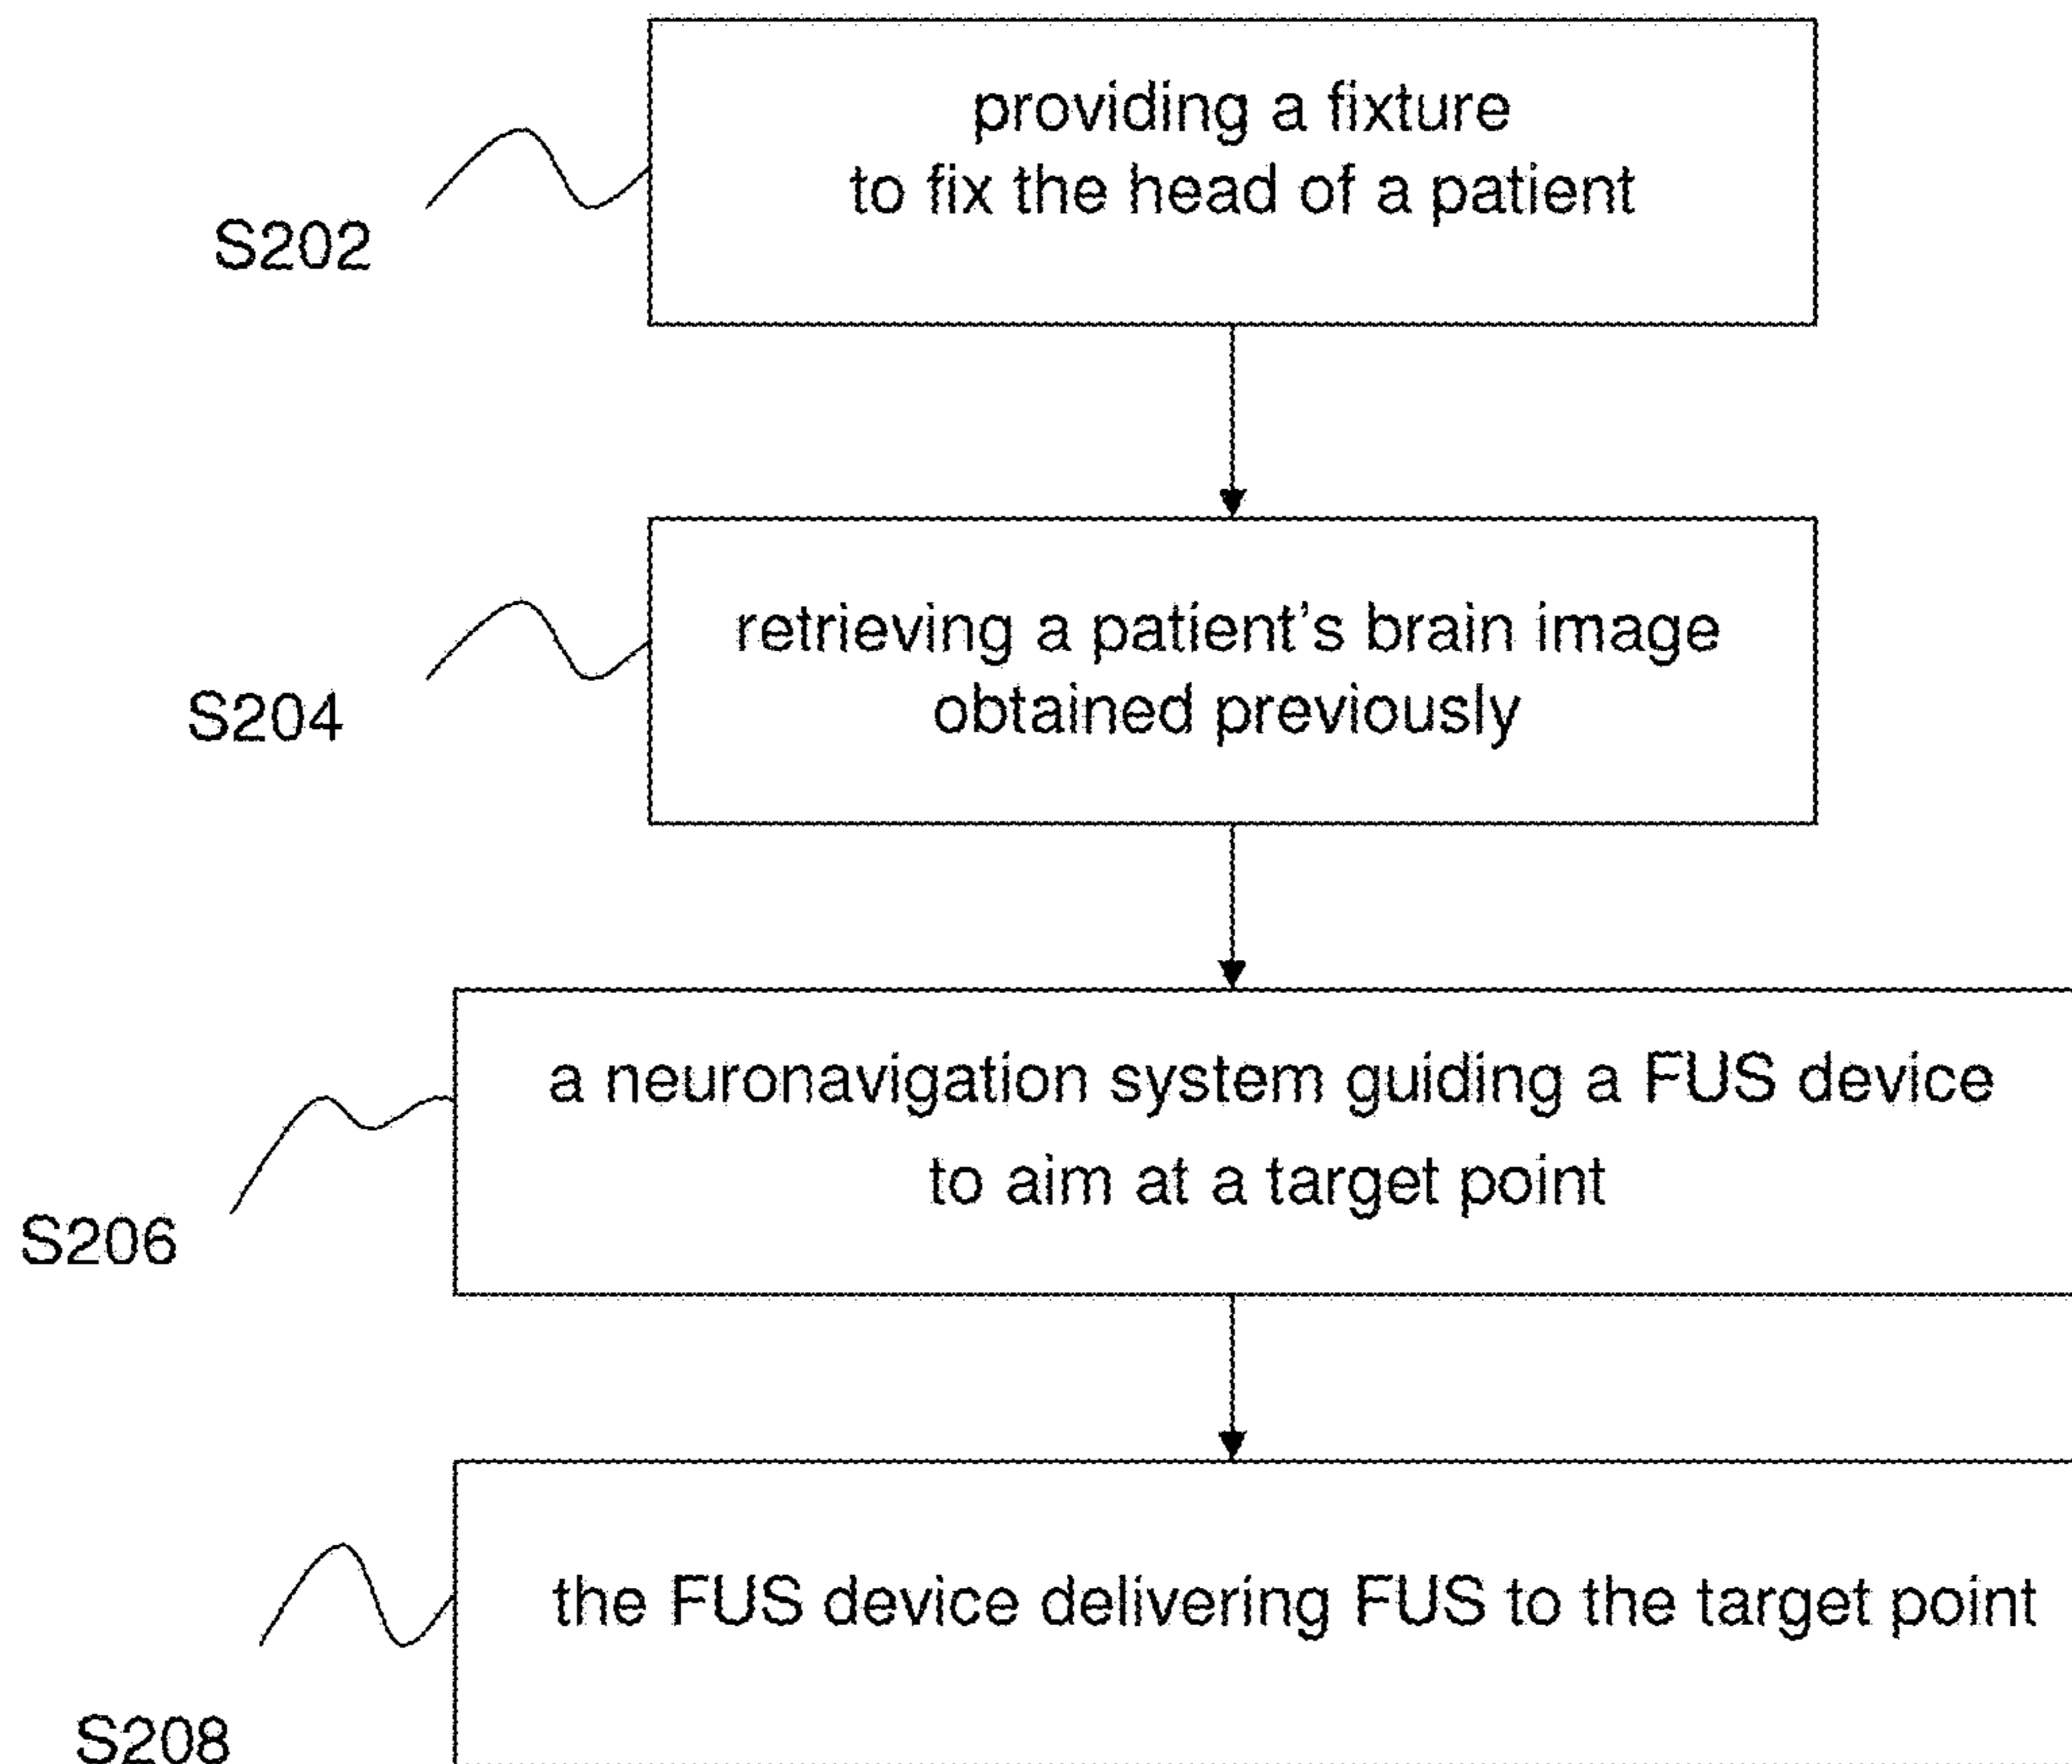 providing a fixture
to fix the head of a patient
S202
retrieving a patient's brain image
obtained previously
S204
a neuronavigation system guiding a FUS device
to aim at a target point
S206
the FUS device delivering FUS to the target point
S208